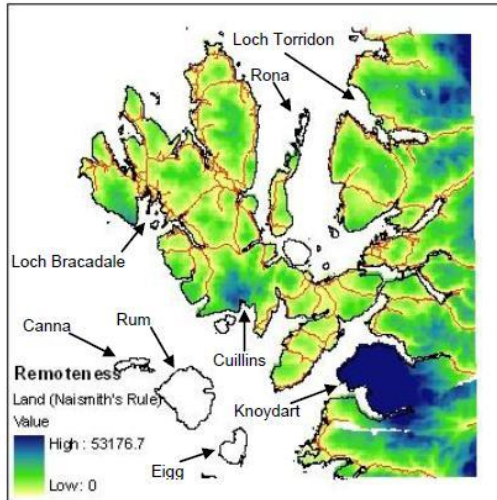 Loch Torridon
Rona
Loch Bracadale
Canna
Rum
Cuillins
Knoydart
Eigg
Remoteness
Land (Naismith's Rule)
Value
High : 53176.7
Low: 0